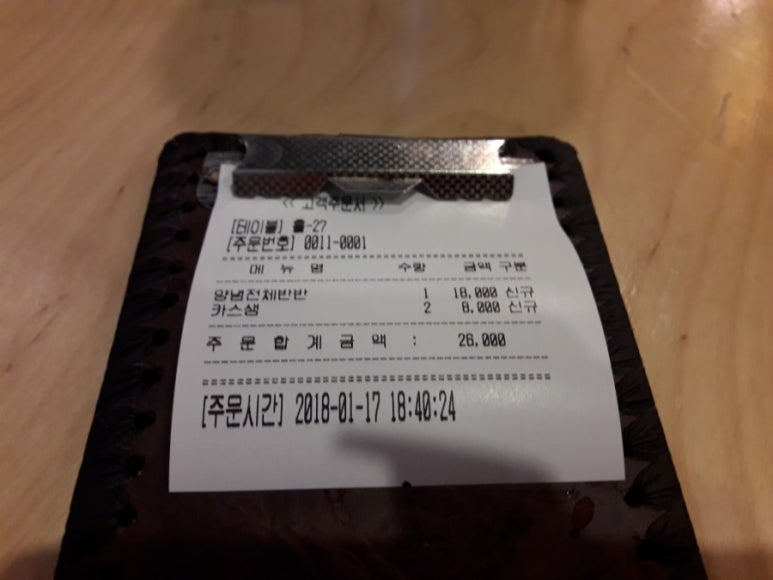 << 고객주문서 >>
[테이블] 홀-27
[주문번호] 0011-0001
메 뉴 명 수량 금액 구분
양념전체반반 1 18,000 신규
카스생 2 8,000 신규
주 문 합 계 금 액 : 26,000
[주문시간] 2018-01-17 18:40:24